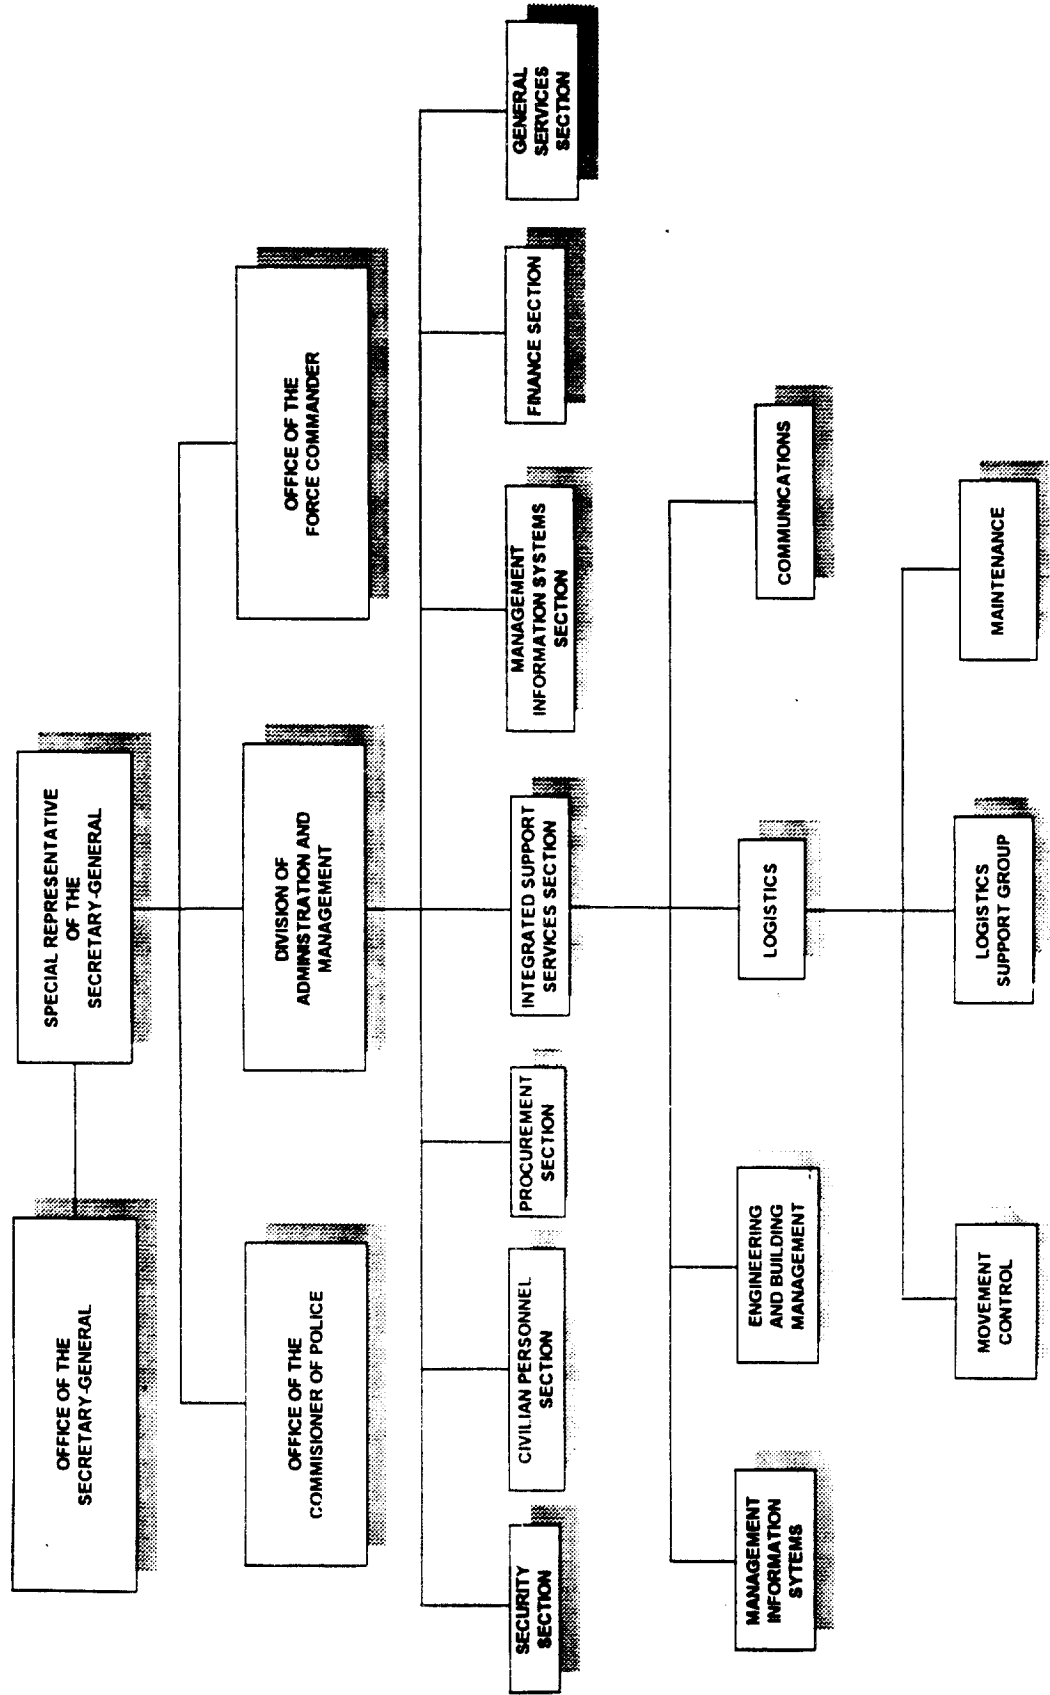 OFFICE OF THE
SECRETARY-GENERAL
SPECIAL REPRESENTATIVE
OF THE
SECRETARY-GENERAL
OFFICE OF THE
COMMISIONER OF POLICE
DIVISION OF
ADMINISTRATION AND
MANAGEMENT
OFFICE OF THE
FORCE COMMANDER
SECURITY
SECTION
CIVILIAN PERSONNEL
SECTION
PROCUREMENT
SECTION
INTEGRATED SUPPORT
SERVICES SECTION
MANAGEMENT
INFORMATION SYSTEMS
SECTION
FINANCE SECTION
GENERAL
SERVICES
SECTION
MANAGEMENT
INFORMATION
SYTEMS
ENGINEERING
AND BUILDING
MANAGEMENT
LOGISTICS
COMMUNICATIONS
MOVEMENT
CONTROL
LOGISTICS
SUPPORT GROUP
MAINTENANCE